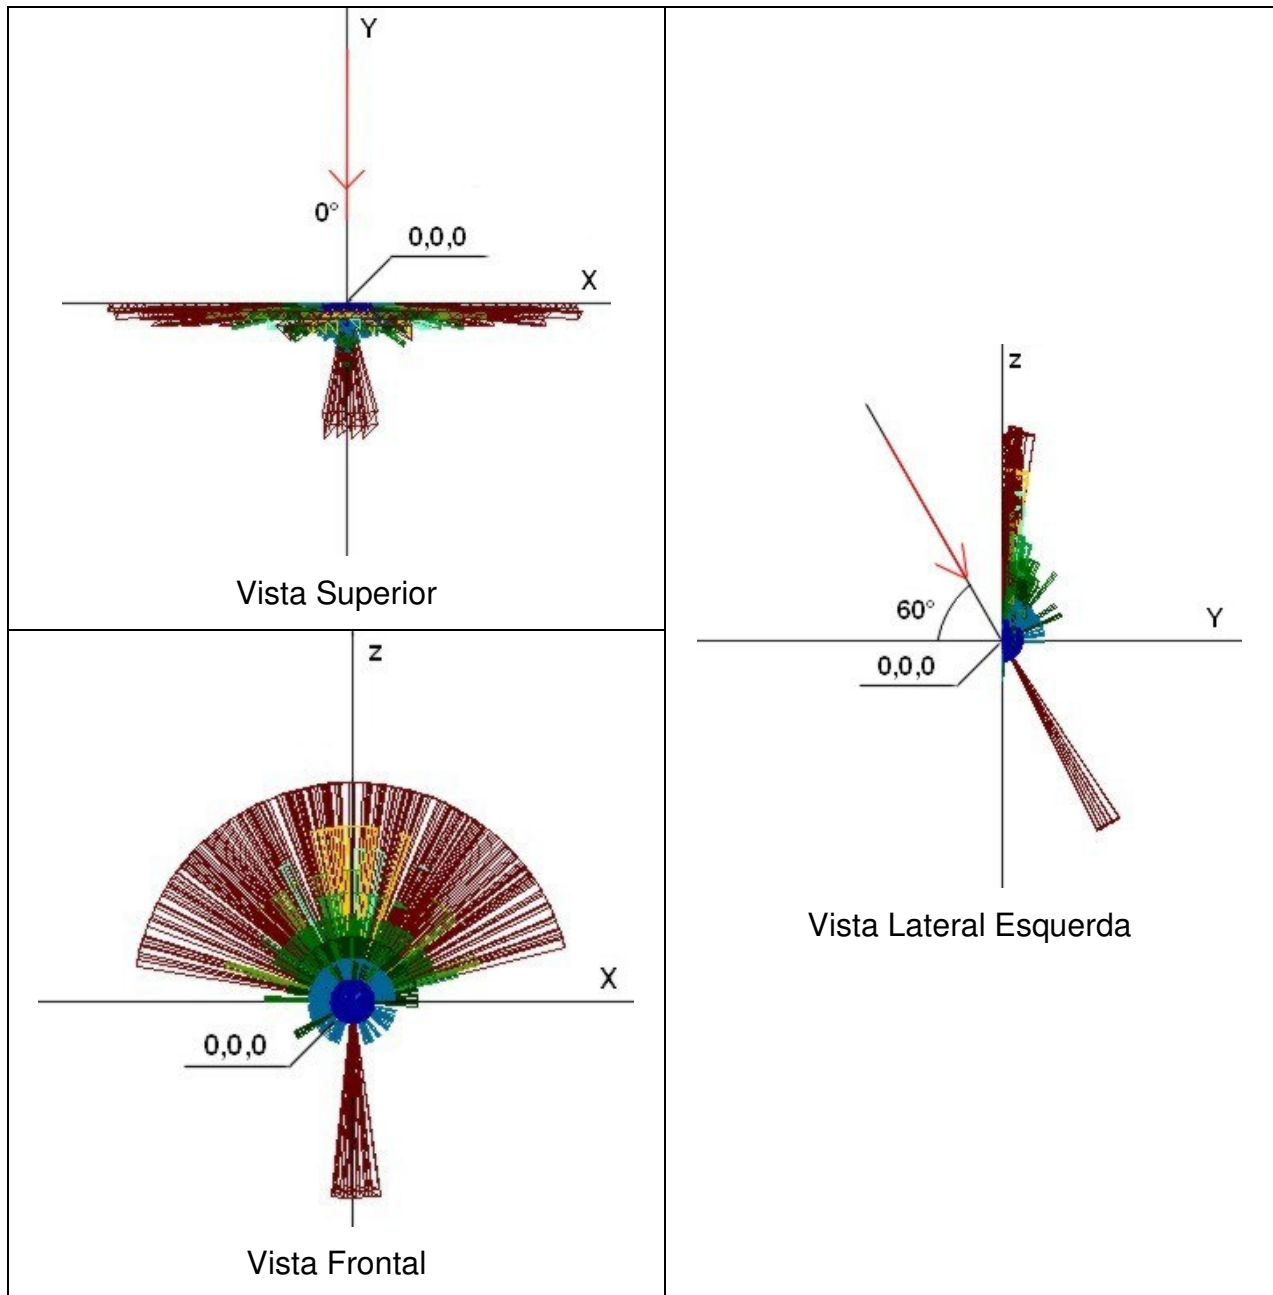 Y
0°
0,0,0
X
Vista Superior
z
X
0,0,0
Vista Frontal
z
60°
Y
0,0,0
Vista Lateral Esquerda